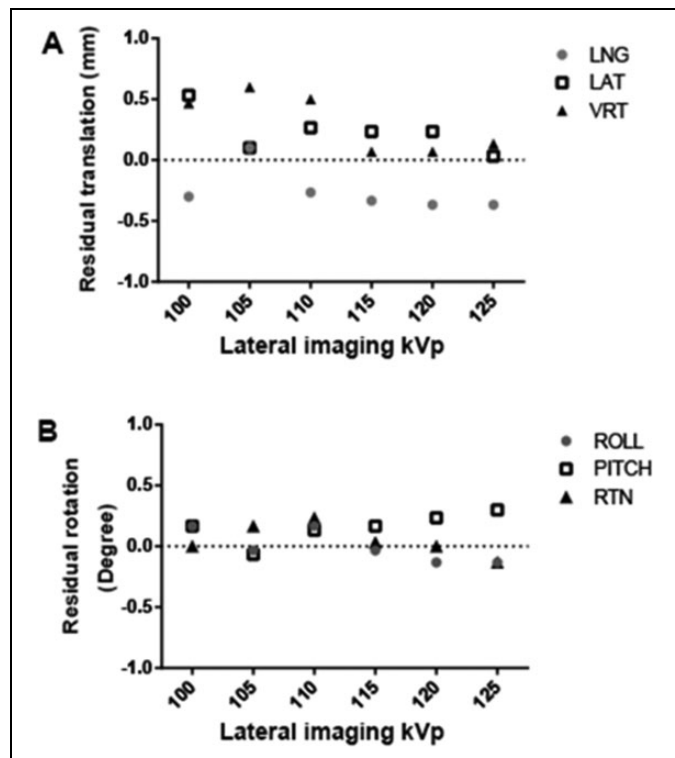 A
Residual translation (mm)
1.0
0.5
0.0
-0.5
-1.0
100
105
110
115
120
125
Lateral imaging kVp
LNG
LAT
VRT
B
Residual rotation
(Degree)
1.0
0.5
0.0
-0.5
-1.0
100
105
110
115
120
125
Lateral imaging kVp
ROLL
PITCH
RTN